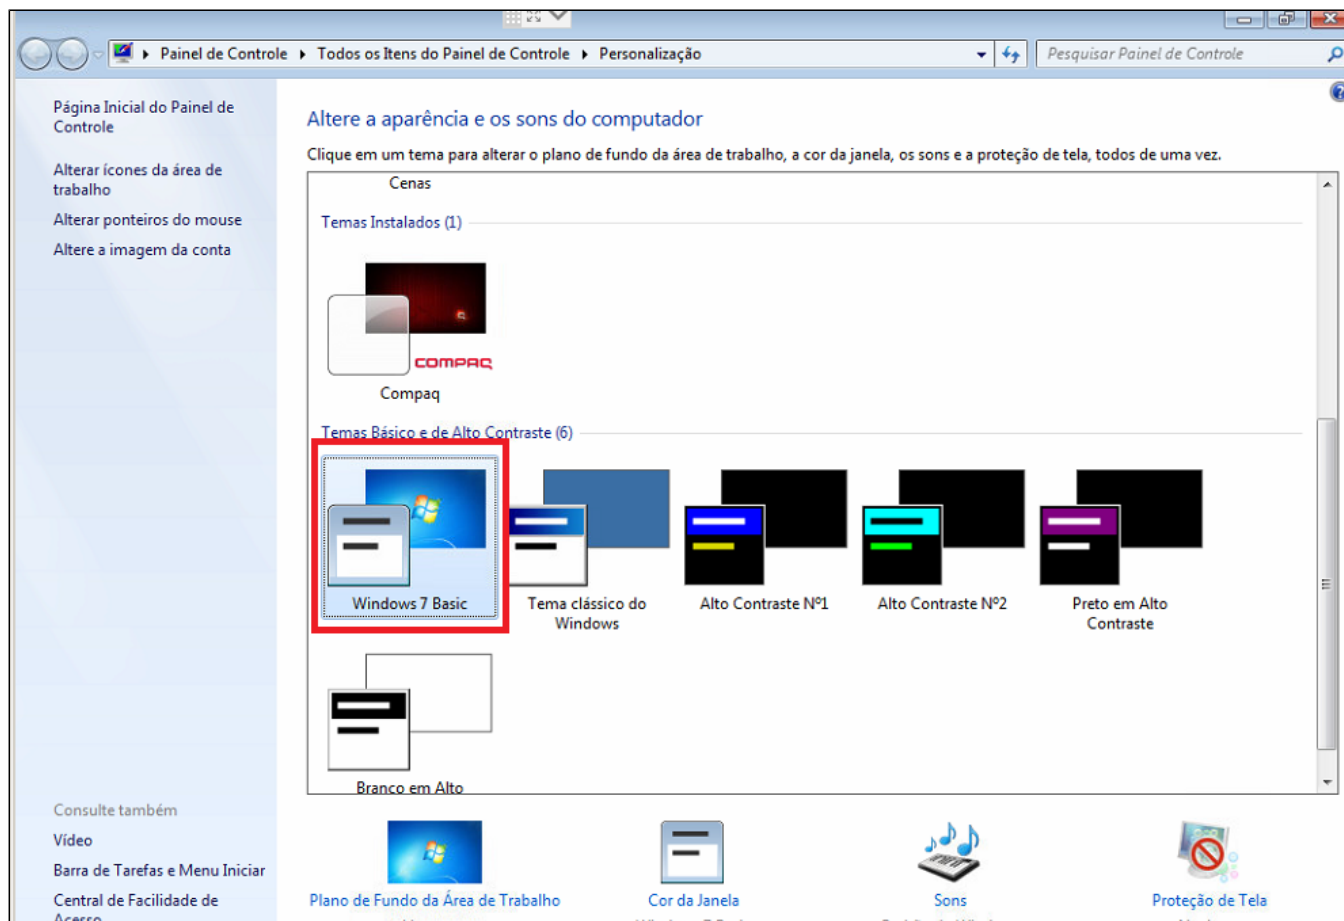 Painel de Controle
Todos os Itens do Painel de Controle
Personalização
Pesquisar Painel de Controle
Página Inicial do Painel de
Controle
Alterar ícones da área de
trabalho
Alterar ponteiros do mouse
Altere a imagem da conta
Altere a aparência e os sons do computador
Clique em um tema para alterar o plano de fundo da área de trabalho, a cor da janela, os sons e a proteção de tela, todos de uma vez.
Cenas
Temas Instalados (1)
COMPAQ
Compaq
Temas Básico e de Alto Contraste (6)
Windows 7 Basic
Tema clássico do
Windows
Alto Contraste Nº1
Alto Contraste Nº2
Preto em Alto
Contraste
Branco em Alto
Consulte também
Vídeo
Barra de Tarefas e Menu Iniciar
Central de Facilidade de
Acesso
Plano de Fundo da Área de Trabalho
Cor da Janela
Sons
Proteção de Tela